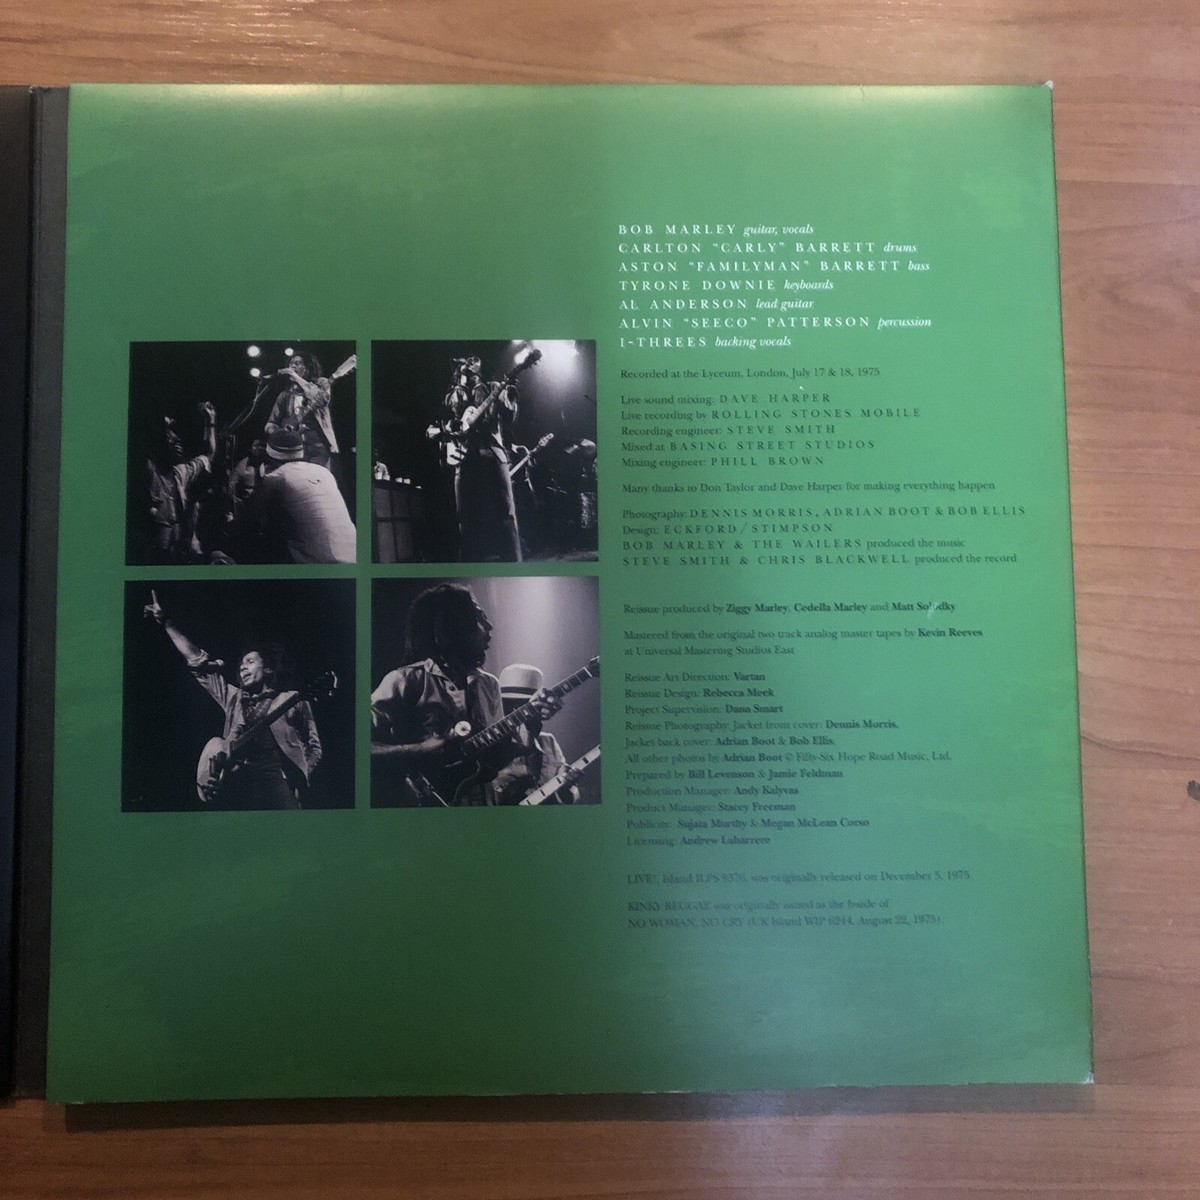 BOB MARLEY guitar, vocals
CARLTON “CARLY” BARRETT drums
ASTON “FAMILYMAN” BARRETT bass
TYRONE DOWNIE keyboards
AL ANDERSON lead guitar
ALVIN “SEECO” PATTERSON percussion
I-THREES backing vocals
Recorded at the Lyceum, London, July 17 & 18, 1975
Live sound mixing: DAVE HARPER
Live recording by ROLLING STONES MOBILE
Recording engineer: STEVE SMITH
Mixed at BASING STREET STUDIOS
Mixing engineer: PHILL BROWN
Many thanks to Don Taylor and Dave Harper for making everything happen
Photography: DENNIS MORRIS, ADRIAN BOOT & BOB ELLIS
Design: ECKFORD/STIMPSON
BOB MARLEY & THE WAILERS produced the music
STEVE SMITH & CHRIS BLACKWELL produced the record
Reissue produced by Ziggy Marley, Cedella Marley and Matt Solodky
Mastered from the original two track analog master tapes by Kevin Reeves
at Universal Mastering Studios East
Reissue Art Direction: Vartan
Reissue Design: Rebecca Meek
Project Supervision: Dana Smart
Reissue Photography: Jacket front cover: Dennis Morris,
Jacket back cover: Adrian Boot & Bob Ellis,
All other photos by Adrian Boot © Fifty-Six Hope Road Music, Ltd.
Prepared by Bill Levenson & Jamie Feldman
Production Manager: Andy Kalyvas
Product Manager: Stacey Freeman
Publicity: Sujata Murthy & Megan McLean Corso
Licensing: Andrew Labarrere
LIVE!, Island ILPS 9376, was originally released on December 5, 1975.
KINKY REGGAE was originally issued as the b-side of
NO WOMAN, NO CRY (UK Island WIP 6244, August 22, 1975).